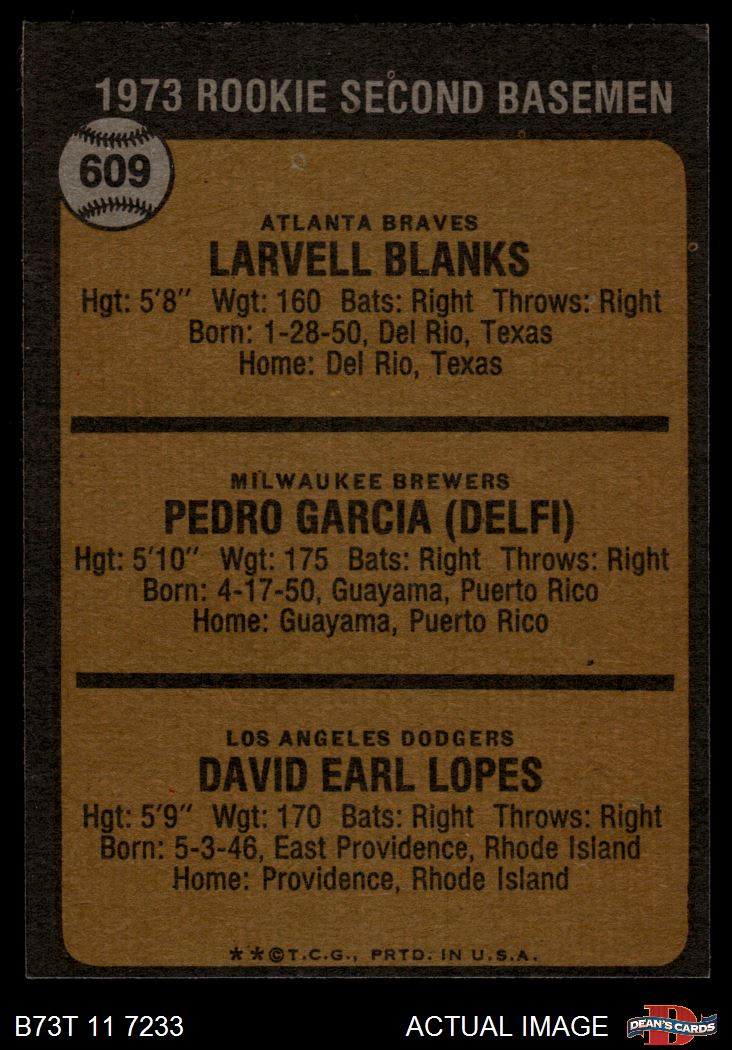 1973 ROOKIE SECOND BASEMEN
609
ATLANTA BRAVES
LARVELL BLANKS
Hgt: 5'8" Wgt: 160 Bats: Right Throws: Right
Born: 1-28-50, Del Rio, Texas
Home: Del Rio, Texas
MILWAUKEE BREWERS
PEDRO GARCIA (DELFI)
Hgt: 5'10" Wgt: 175 Bats: Right Throws: Right
Born: 4-17-50, Guayama, Puerto Rico
Home: Guayama, Puerto Rico
LOS ANGELES DODGERS
DAVID EARL LOPES
Hgt: 5'9" Wgt: 170 Bats: Right Throws: Right
Born: 5-3-46, East Providence, Rhode Island
Home: Providence, Rhode Island
**©T.C.G., PRTD. IN U.S.A.
B73T 11 7233 ACTUAL IMAGE D DEAN'S CARDS